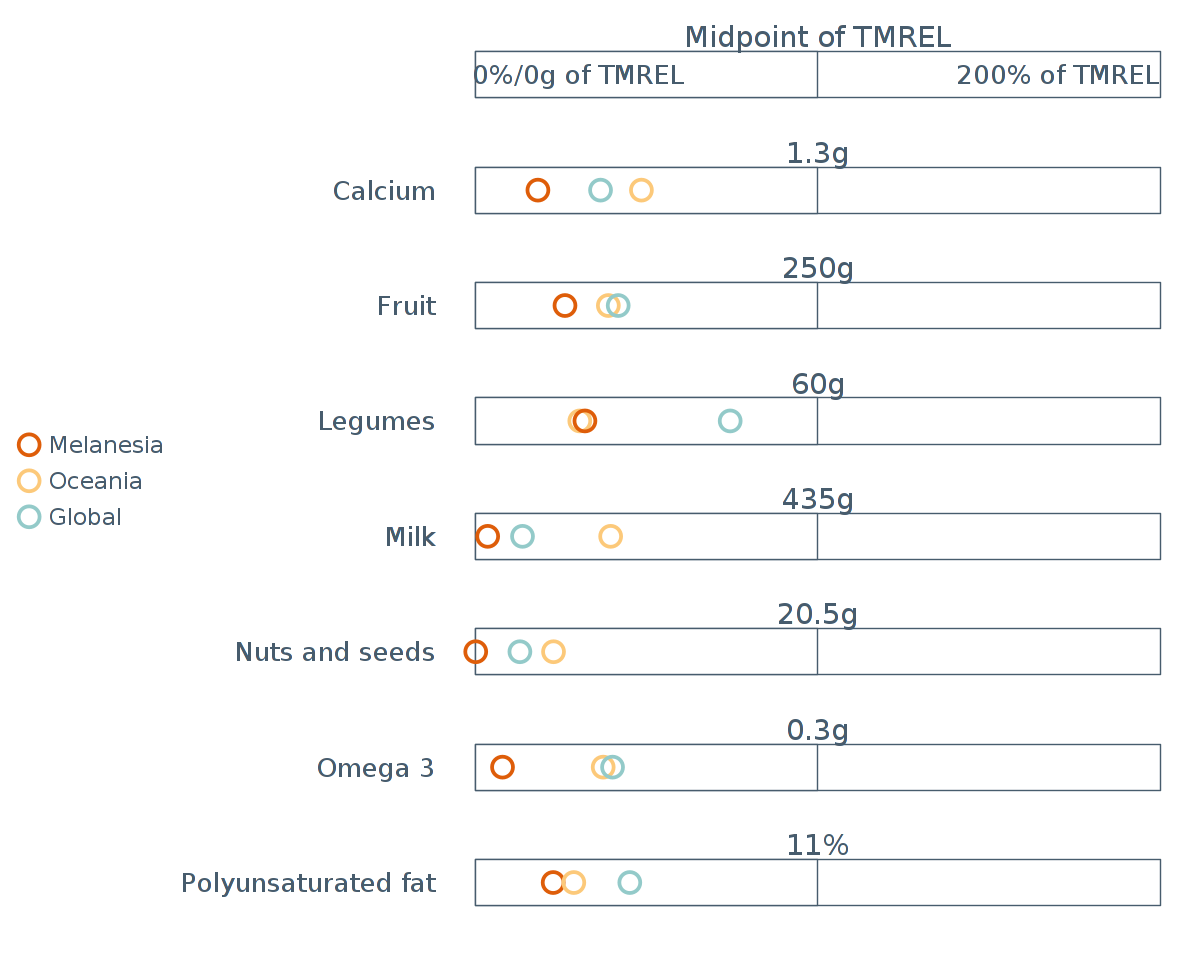 Midpoint of TMREL
0%/0g of TMREL
200% of TMREL
1.3g
Calcium
250g
Fruit
60g
Legumes
Melanesia
Oceania
Global
435g
Milk
20.5g
Nuts and seeds
0.3g
Omega 3
11%
Polyunsaturated fat